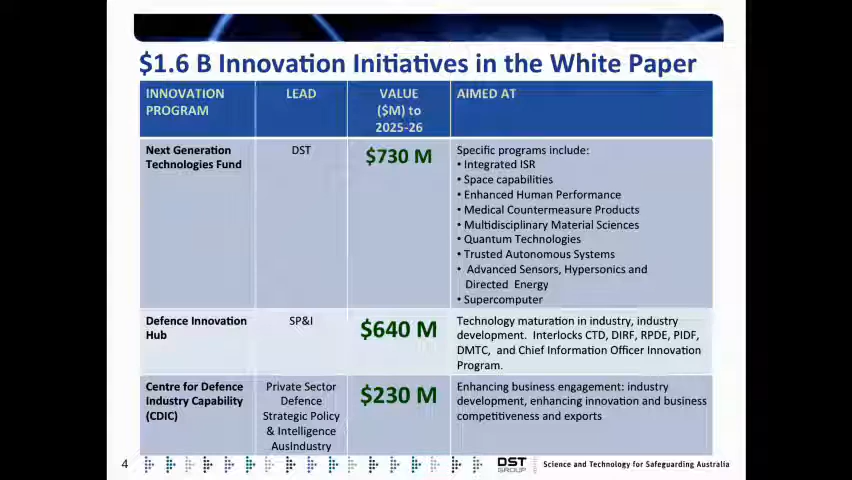 $1.6 B Innovation Initiatives in the White Paper
INNOVATION
PROGRAM
LEAD
VALUE
($M) to
2025-26
AIMED AT
Next Generation
Technologies Fund
DST
$730 M
Specific programs include:
• Integrated ISR
• Space capabilities
• Enhanced Human Performance
• Medical Countermeasure Products
• Multidisciplinary Material Sciences
• Quantum Technologies
• Trusted Autonomous Systems
• Advanced Sensors, Hypersonics and
Directed Energy
• Supercomputer
Defence Innovation
Hub
SP&I
$640 M
Technology maturation in industry, industry
development. Interlocks CTD, DIRF, RPDE, PIDF,
DMTC, and Chief Information Officer Innovation
Program.
Centre for Defence
Industry Capability
(CDIC)
Private Sector
Defence
Strategic Policy
& Intelligence
AusIndustry
$230 M
Enhancing business engagement: industry
development, enhancing innovation and business
competitiveness and exports
4
DST
GROUP
Science and Technology for Safeguarding Australia